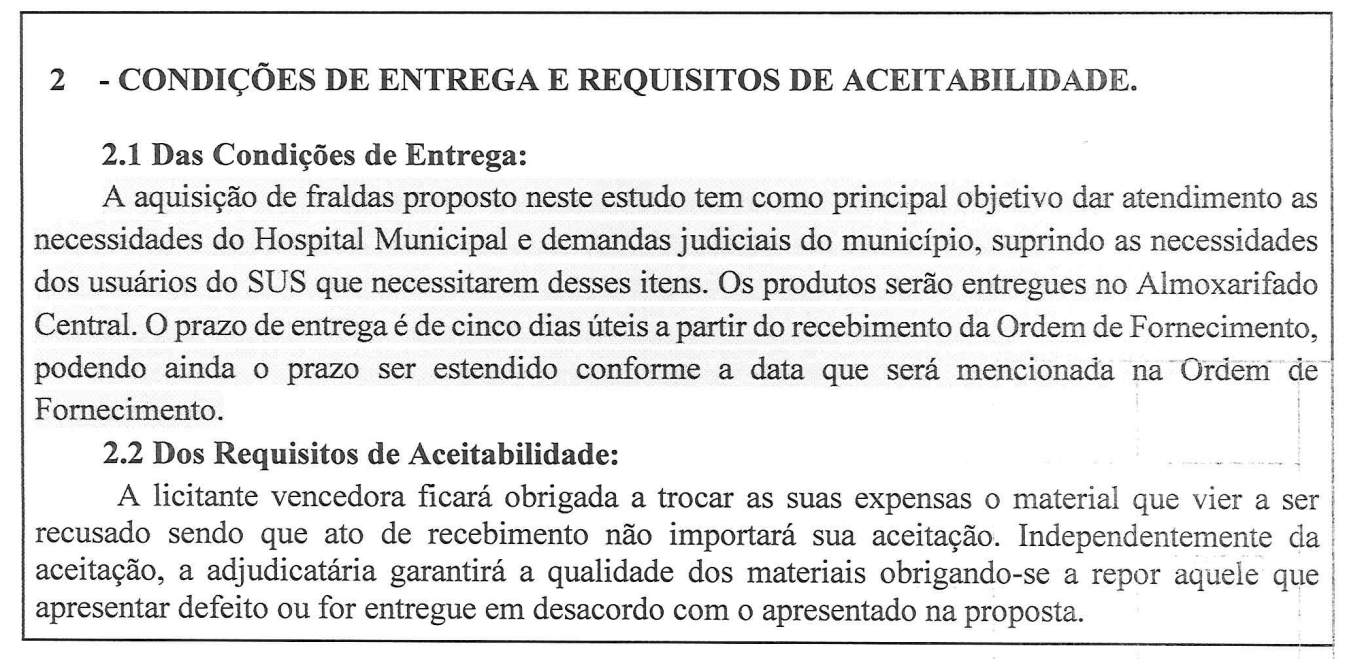 2 - CONDIÇÕES DE ENTREGA E REQUISITOS DE ACEITABILIDADE.
2.1 Das Condições de Entrega:
A aquisição de fraldas proposto neste estudo tem como principal objetivo dar atendimento as
necessidades do Hospital Municipal e demandas judiciais do município, suprindo as necessidades
dos usuários do SUS que necessitarem desses itens. Os produtos serão entregues no Almoxarifado
Central. O prazo de entrega é de cinco dias úteis a partir do recebimento da Ordem de Fornecimento,
podendo ainda o prazo ser estendido conforme a data que será mencionada na Ordem de
Fornecimento.
2.2 Dos Requisitos de Aceitabilidade:
A licitante vencedora ficará obrigada a trocar as suas expensas o material que vier a ser
recusado sendo que ato de recebimento não importará sua aceitação. Independentemente da
aceitação, a adjudicatária garantirá a qualidade dos materiais obrigando-se a repor aquele que
apresentar defeito ou for entregue em desacordo com o apresentado na proposta.